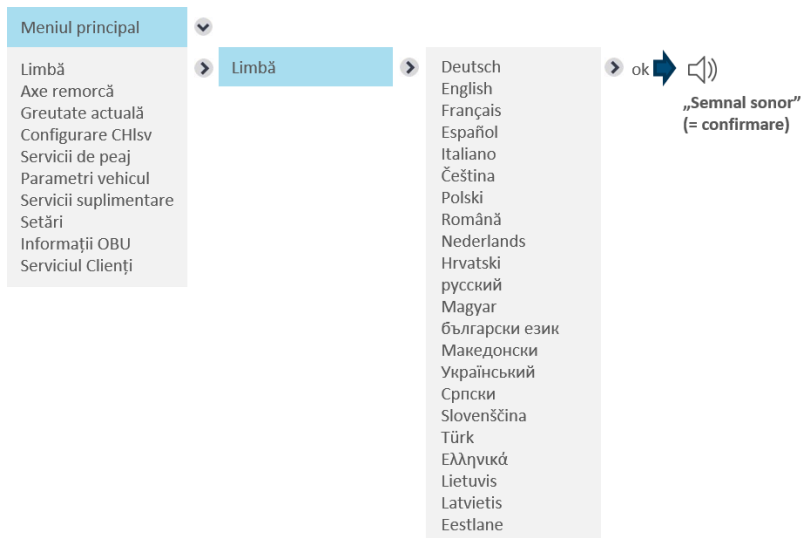 Meniul principal
Limbă
Axe remorcă
Greutate actuală
Configurare CHlsv
Servicii de peaj
Parametri vehicul
Servicii suplimentare
Setări
Informații OBU
Serviciul Clienți
Limbă
Deutsch
English
Français
Español
Italiano
Čeština
Polski
Română
Nederlands
Hrvatski
русский
Magyar
български език
Македонски
Український
Српски
Slovenščina
Türk
Ελληνικά
Lietuvis
Latvietis
Eestlane
ok
„Semnal sonor”
(= confirmare)